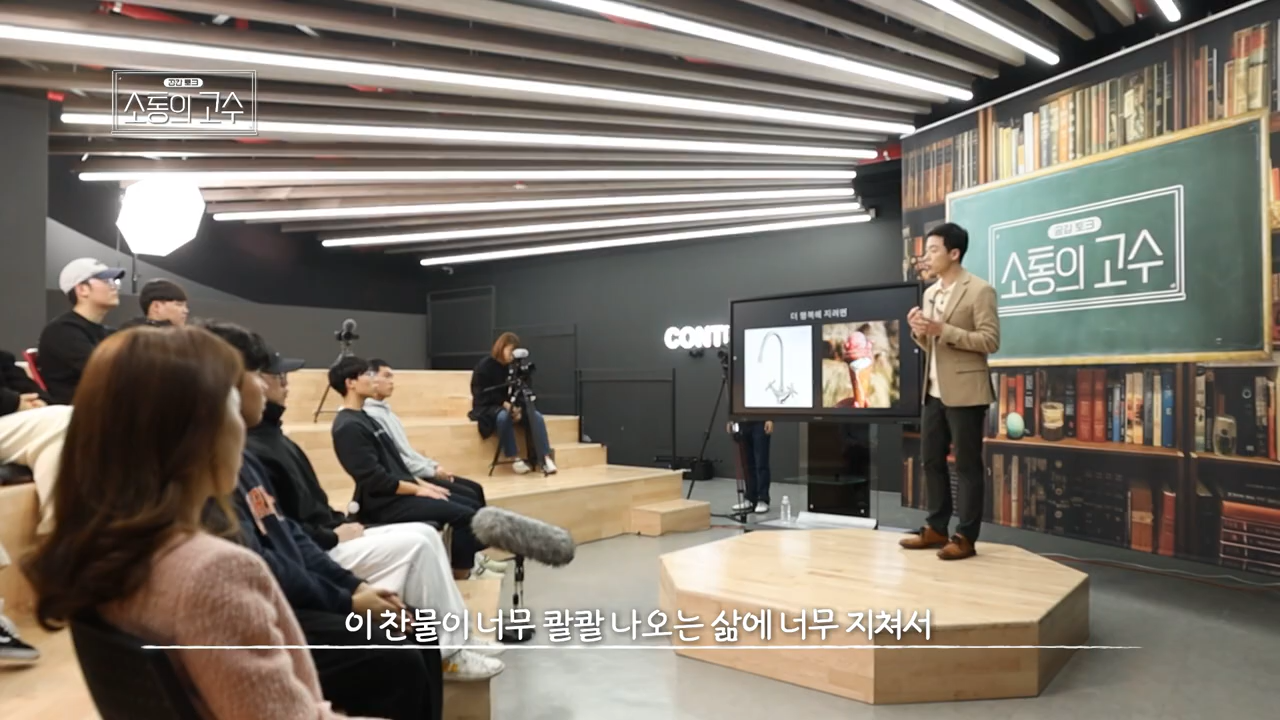 공감 토크
소통의 고수
공감 토크
소통의 고수
CONT
더 행복해 지려면
이 찬물이 너무 콸콸 나오는 삶에 너무 지쳐서